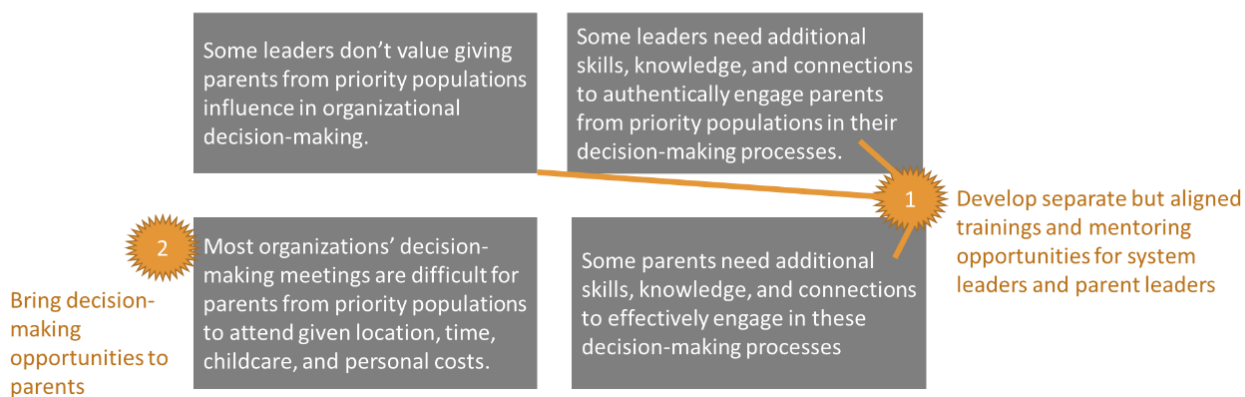 Some leaders don’t value giving
parents from priority populations
influence in organizational
decision-making.
Some leaders need additional
skills, knowledge, and connections
to authentically engage parents
from priority populations in their
decision-making processes.
1
Develop separate but aligned
trainings and mentoring
opportunities for system
leaders and parent leaders
2
Bring decision-
making
opportunities to
parents
Most organizations’ decision-
making meetings are difficult for
parents from priority populations
to attend given location, time,
childcare, and personal costs.
Some parents need additional
skills, knowledge, and connections
to effectively engage in these
decision-making processes